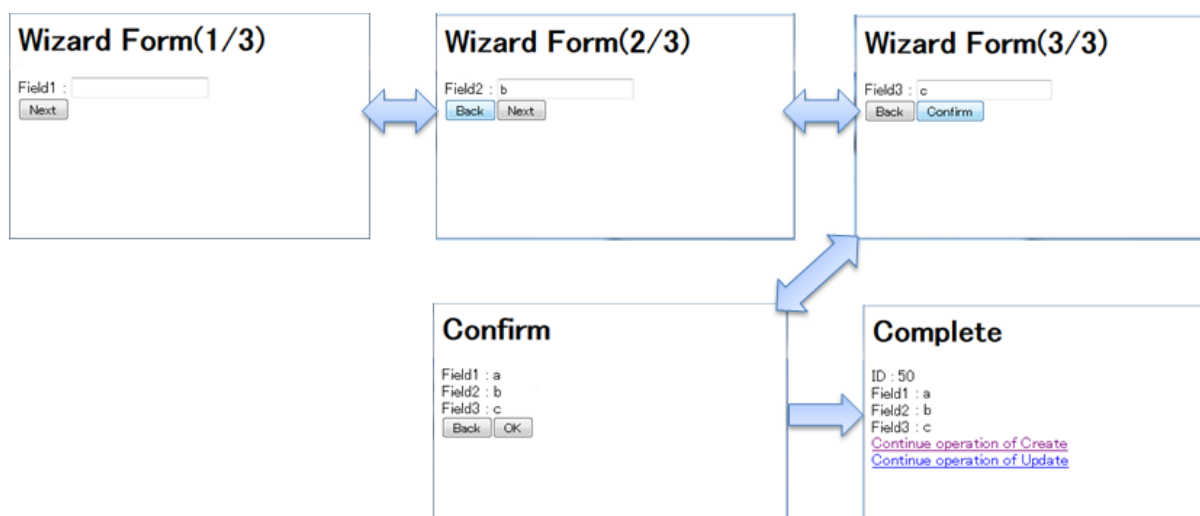 Wizard Form(1/3)
Field1 :
Next
Wizard Form(2/3)
Field2 : b
Back Next
Wizard Form(3/3)
Field3 : c
Back Confirm
Confirm
Field1 : a
Field2 : b
Field3 : c
Back OK
Complete
ID : 50
Field1 : a
Field2 : b
Field3 : c
Continue operation of Create
Continue operation of Update